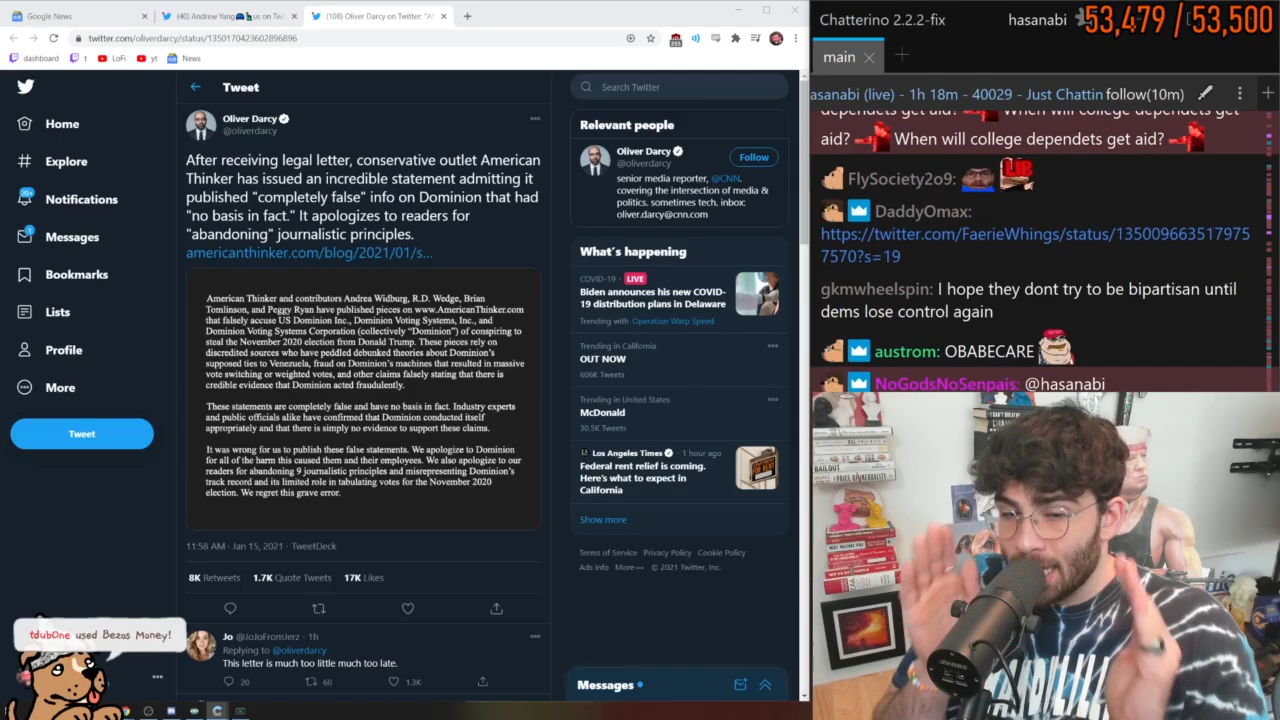 Google News
(40) Andrew Yang us on Tw
(108) Oliver Darcy on Twitter: "A
twitter.com/oliverdarcy/status/1350170423602896896
dashboard
t
LoFi
yt
News
Home
Explore
20+
Notifications
1
Messages
Bookmarks
Lists
Profile
More
Tweet
Tweet
Oliver Darcy
@oliverdarcy
After receiving legal letter, conservative outlet American
Thinker has issued an incredible statement admitting it
published "completely false" info on Dominion that had
"no basis in fact." It apologizes to readers for
"abandoning" journalistic principles.
americanthinker.com/blog/2021/01/s...
American Thinker and contributors Andrea Widburg, R.D. Wedge, Brian
Tomlinson, and Peggy Ryan have published pieces on www.AmericanThinker.com
that falsely accuse US Dominion Inc., Dominion Voting Systems, Inc., and
Dominion Voting Systems Corporation (collectively "Dominion") of conspiring to
steal the November 2020 election from Donald Trump. These pieces rely on
discredited sources who have peddled debunked theories about Dominion's
supposed ties to Venezuela, fraud on Dominion's machines that resulted in massive
vote switching or weighted votes, and other claims falsely stating that there is
credible evidence that Dominion acted fraudulently.
These statements are completely false and have no basis in fact. Industry experts
and public officials alike have confirmed that Dominion conducted itself
appropriately and that there is simply no evidence to support these claims.
It was wrong for us to publish these false statements. We apologize to Dominion
for all of the harm this caused them and their employees. We also apologize to our
readers for abandoning 9 journalistic principles and misrepresenting Dominion's
track record and its limited role in tabulating votes for the November 2020
election. We regret this grave error.
11:58 AM · Jan 15, 2021 · TweetDeck
8K Retweets 1.7K Quote Tweets 17K Likes
Jo @JoJoFromJerz · 1h
Replying to @oliverdarcy
This letter is much too little much too late.
20
60
1.3K
Search Twitter
Relevant people
Oliver Darcy
@oliverdarcy
Follow
senior media reporter, @CNN.
covering the intersection of media &
politics. sometimes tech. inbox:
oliver.darcy@cnn.com
What's happening
COVID-19 · LIVE
Biden announces his new COVID-
19 distribution plans in Delaware
Trending with Operation Warp Speed
Trending in California
OUT NOW
606K Tweets
Trending in United States
McDonald
30.5K Tweets
Los Angeles Times · 1 hour ago
Federal rent relief is coming.
Here's what to expect in
California
Show more
Terms of Service Privacy Policy Cookie Policy
Ads info More © 2021 Twitter, Inc.
Messages
tdubOne used Bezos Money!
Chatterino 2.2.2-fix
hasanabi
53,479 / 53,500
main
asanabi (live) - 1h 18m - 40029 - Just Chattin follow(10m)
dependets get aid? When will college dependets get
aid? When will college dependets get aid?
FlySociety2o9:
LIB
DaddyOmax:
https://twitter.com/FaerieWhings/status/135009663517975
7570?s=19
gkmwheelspin: I hope they dont try to be bipartisan until
dems lose control again
austrom: OBABECARE
NoGodsNoSenpais: @hasanabi
BAILOUT